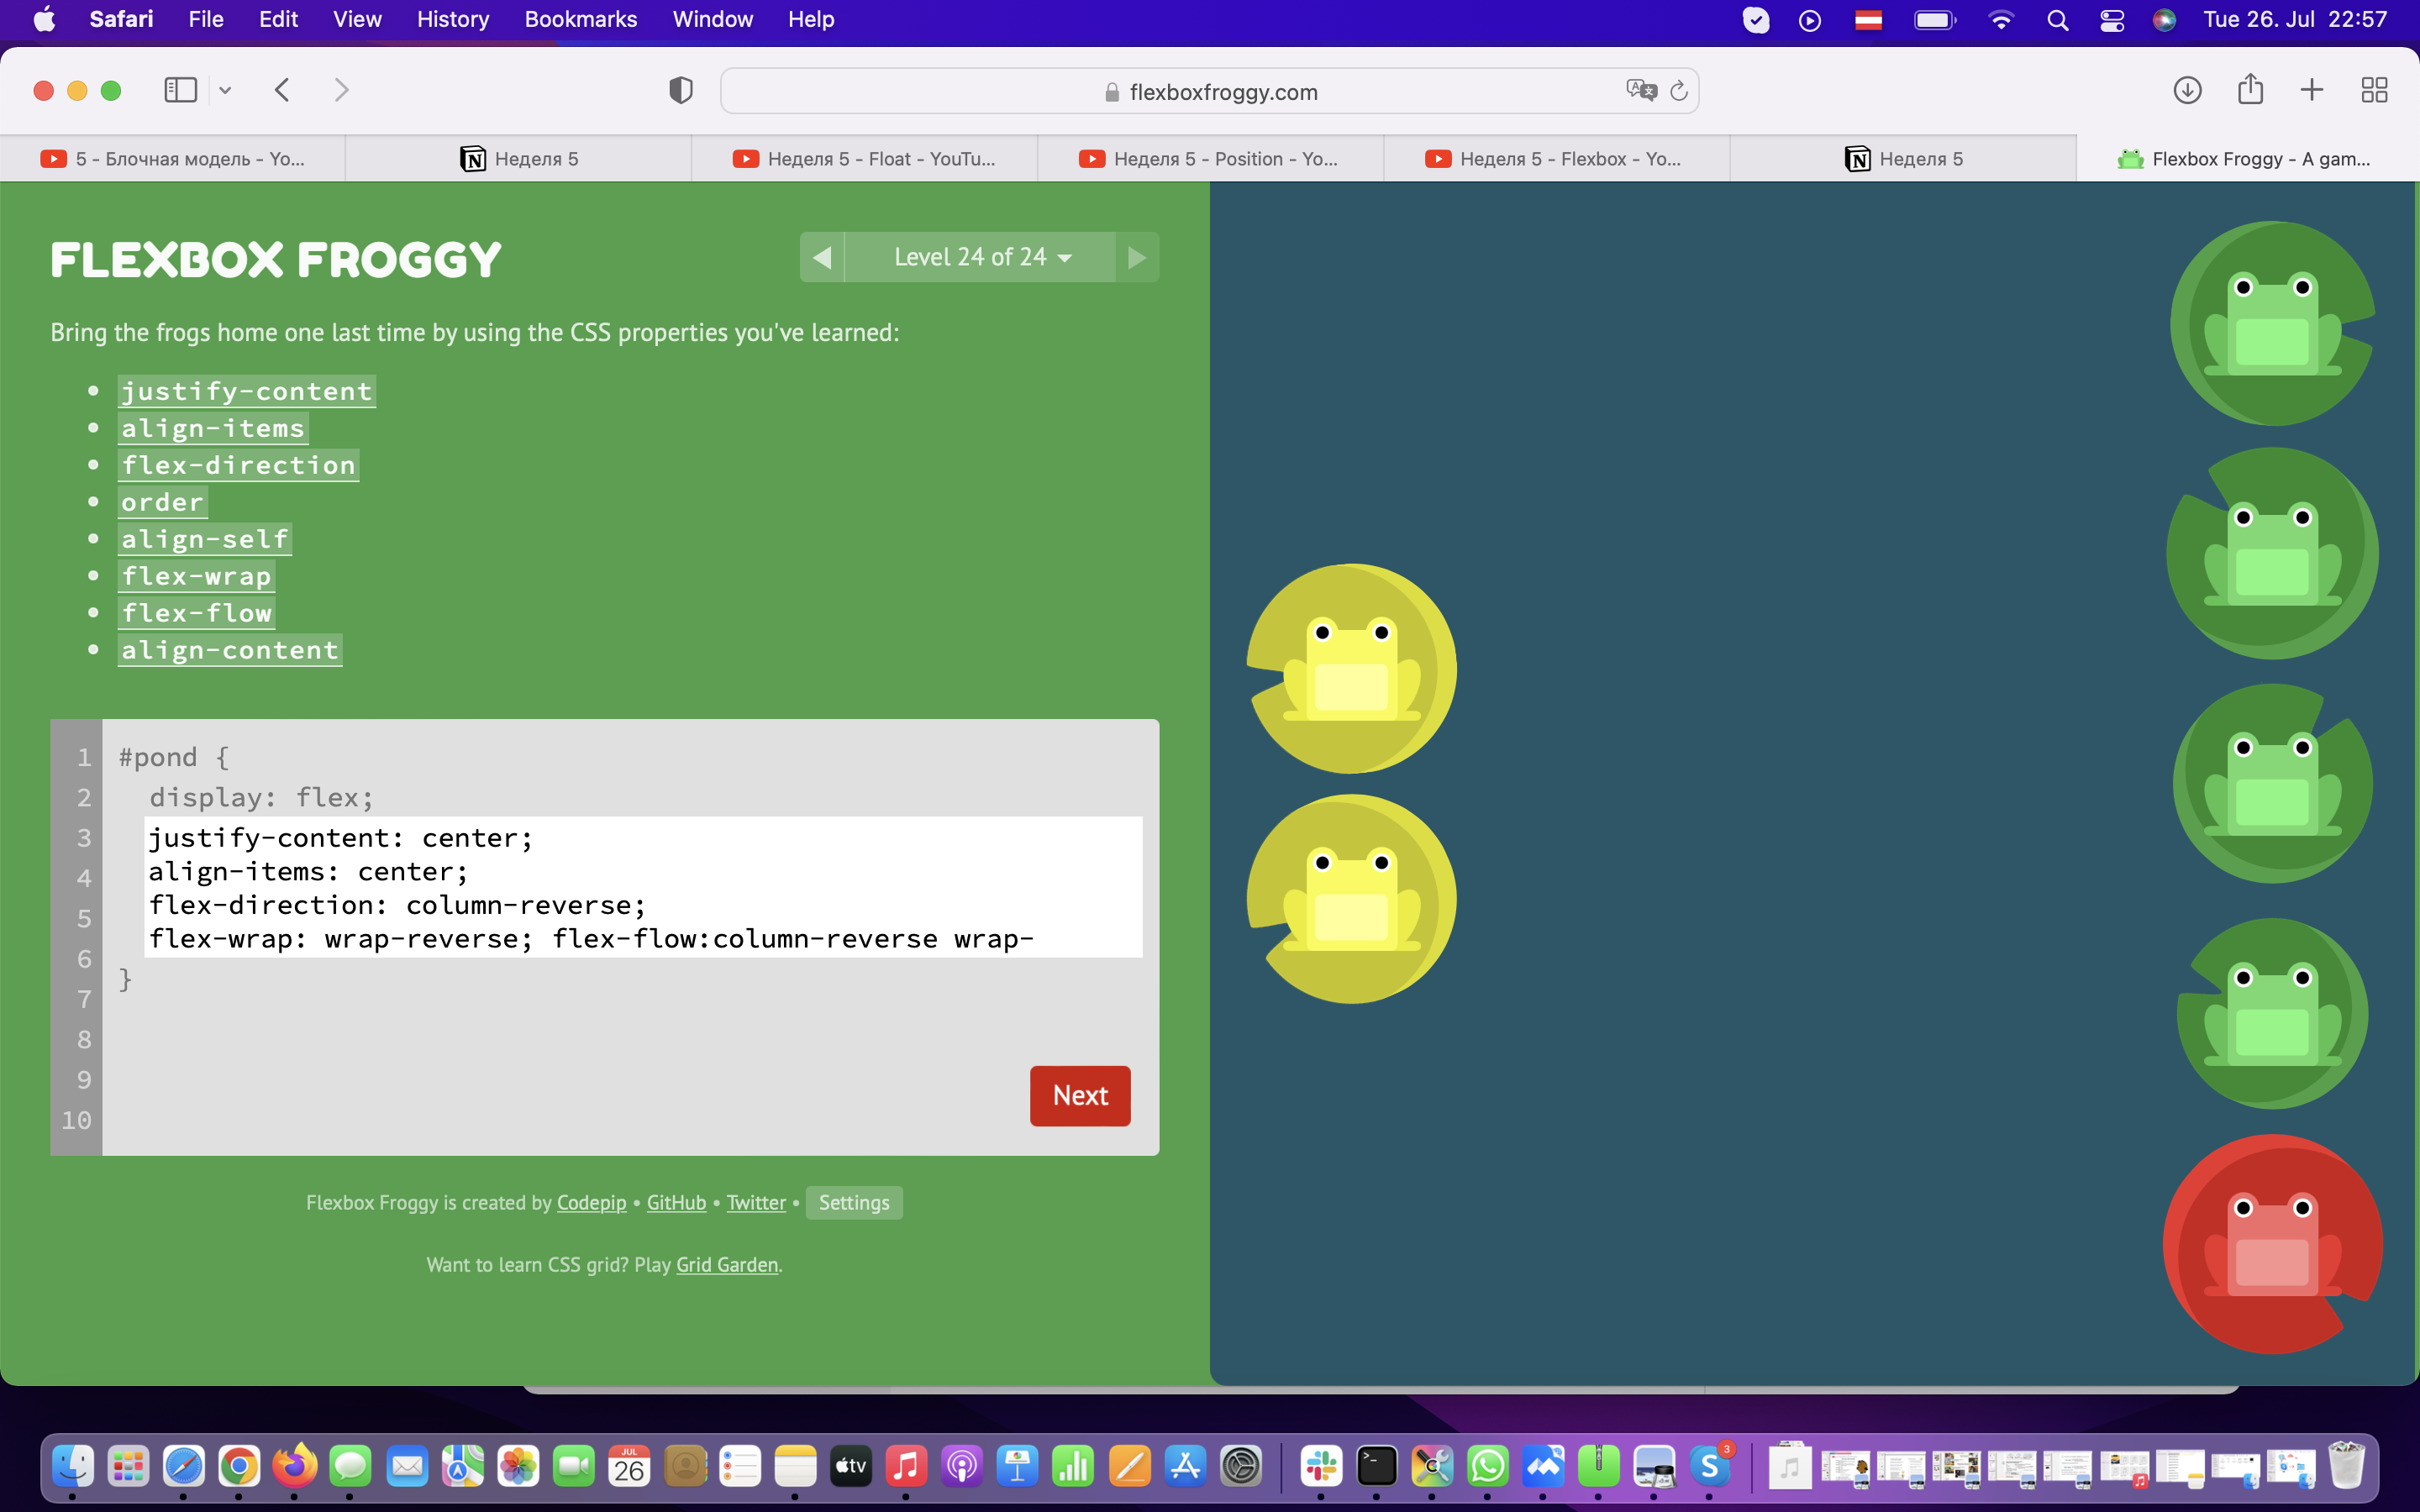 Safari File Edit View History Bookmarks Window Help Tue 26. Jul 22:57
flexboxfroggy.com
5 - Блочная модель - Yo...
Неделя 5
Неделя 5 - Float - YouTu...
Неделя 5 - Position - Yo...
Неделя 5 - Flexbox - Yo...
Неделя 5
Flexbox Froggy - A gam...
FLEXBOX FROGGY
Level 24 of 24
Bring the frogs home one last time by using the CSS properties you've learned:
justify-content
align-items
flex-direction
order
align-self
flex-wrap
flex-flow
align-content
1 #pond {
2 display: flex;
3 justify-content: center;
4 align-items: center;
5 flex-direction: column-reverse;
6 flex-wrap: wrap-reverse; flex-flow:column-reverse wrap-
}
7
8
9
10
Next
Flexbox Froggy is created by Codepip • GitHub • Twitter • Settings
Want to learn CSS grid? Play Grid Garden.
JUL
26
tv
S
3